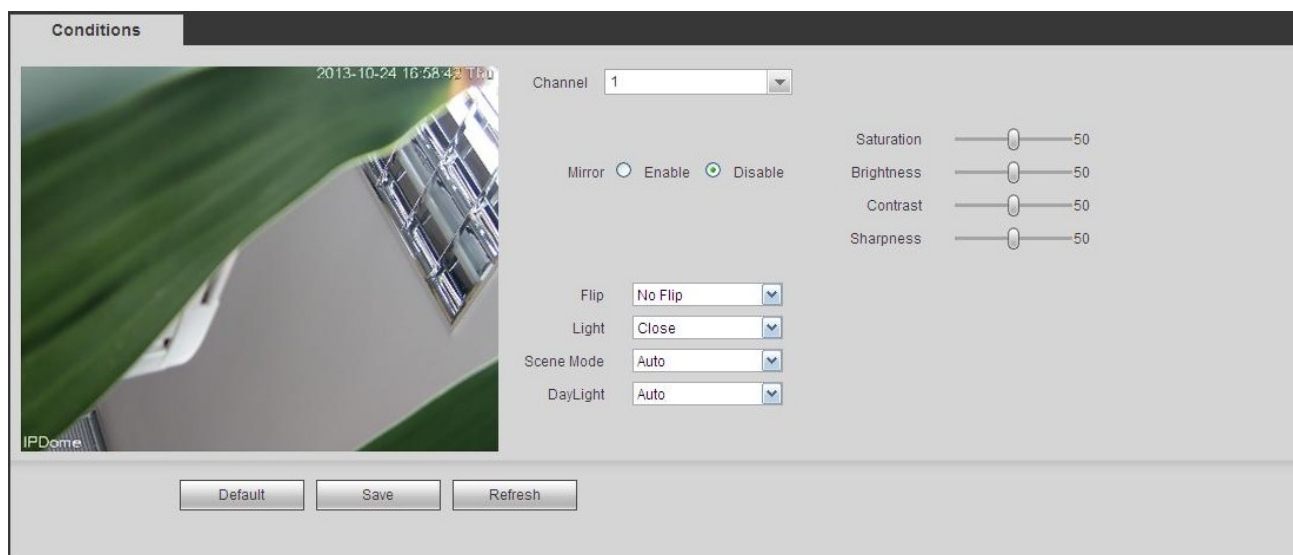 Conditions
2013-10-24 16:58:42 Thu
Channel 1
Mirror Enable Disable
Saturation 50
Brightness 50
Contrast 50
Sharpness 50
Flip No Flip
Light Close
Scene Mode Auto
DayLight Auto
IPDome
Default Save Refresh